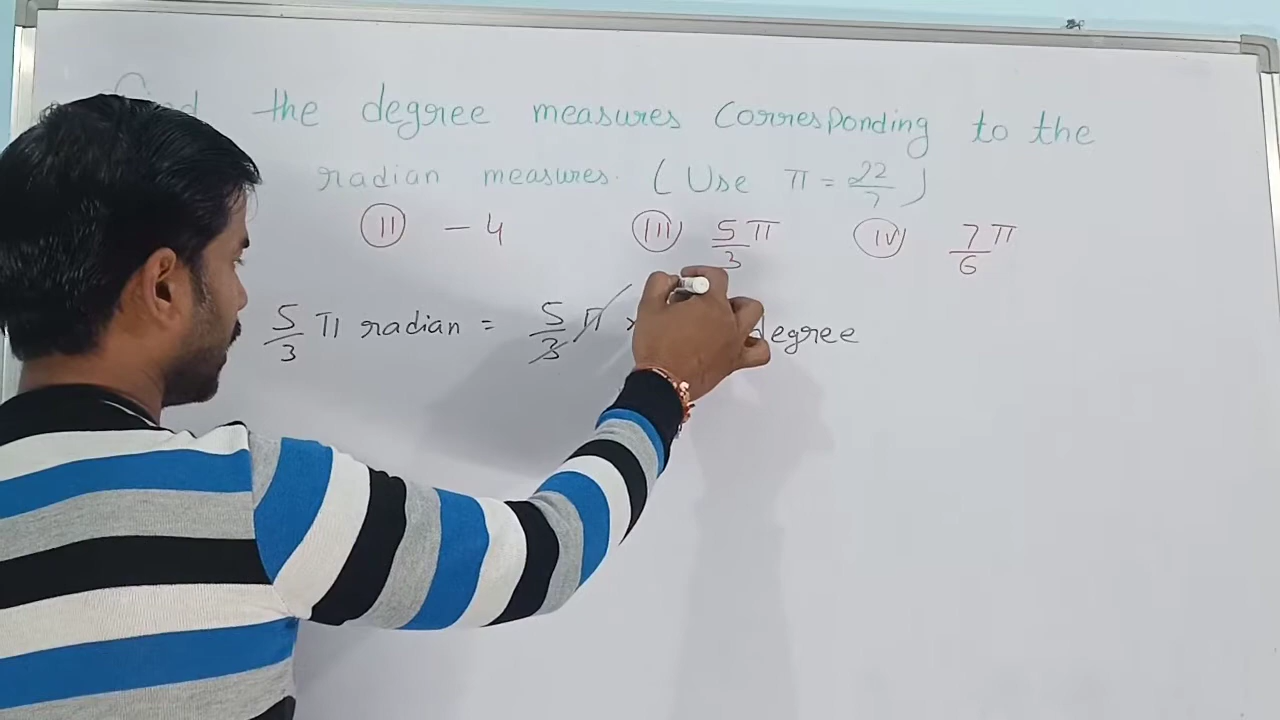 the degree measures corresponding to the
radian measures. (Use π = 22/7)
(II) - 4 (III) 5/3 π (IV) 7π/6
5/3 π radian = 5/3 π × degree